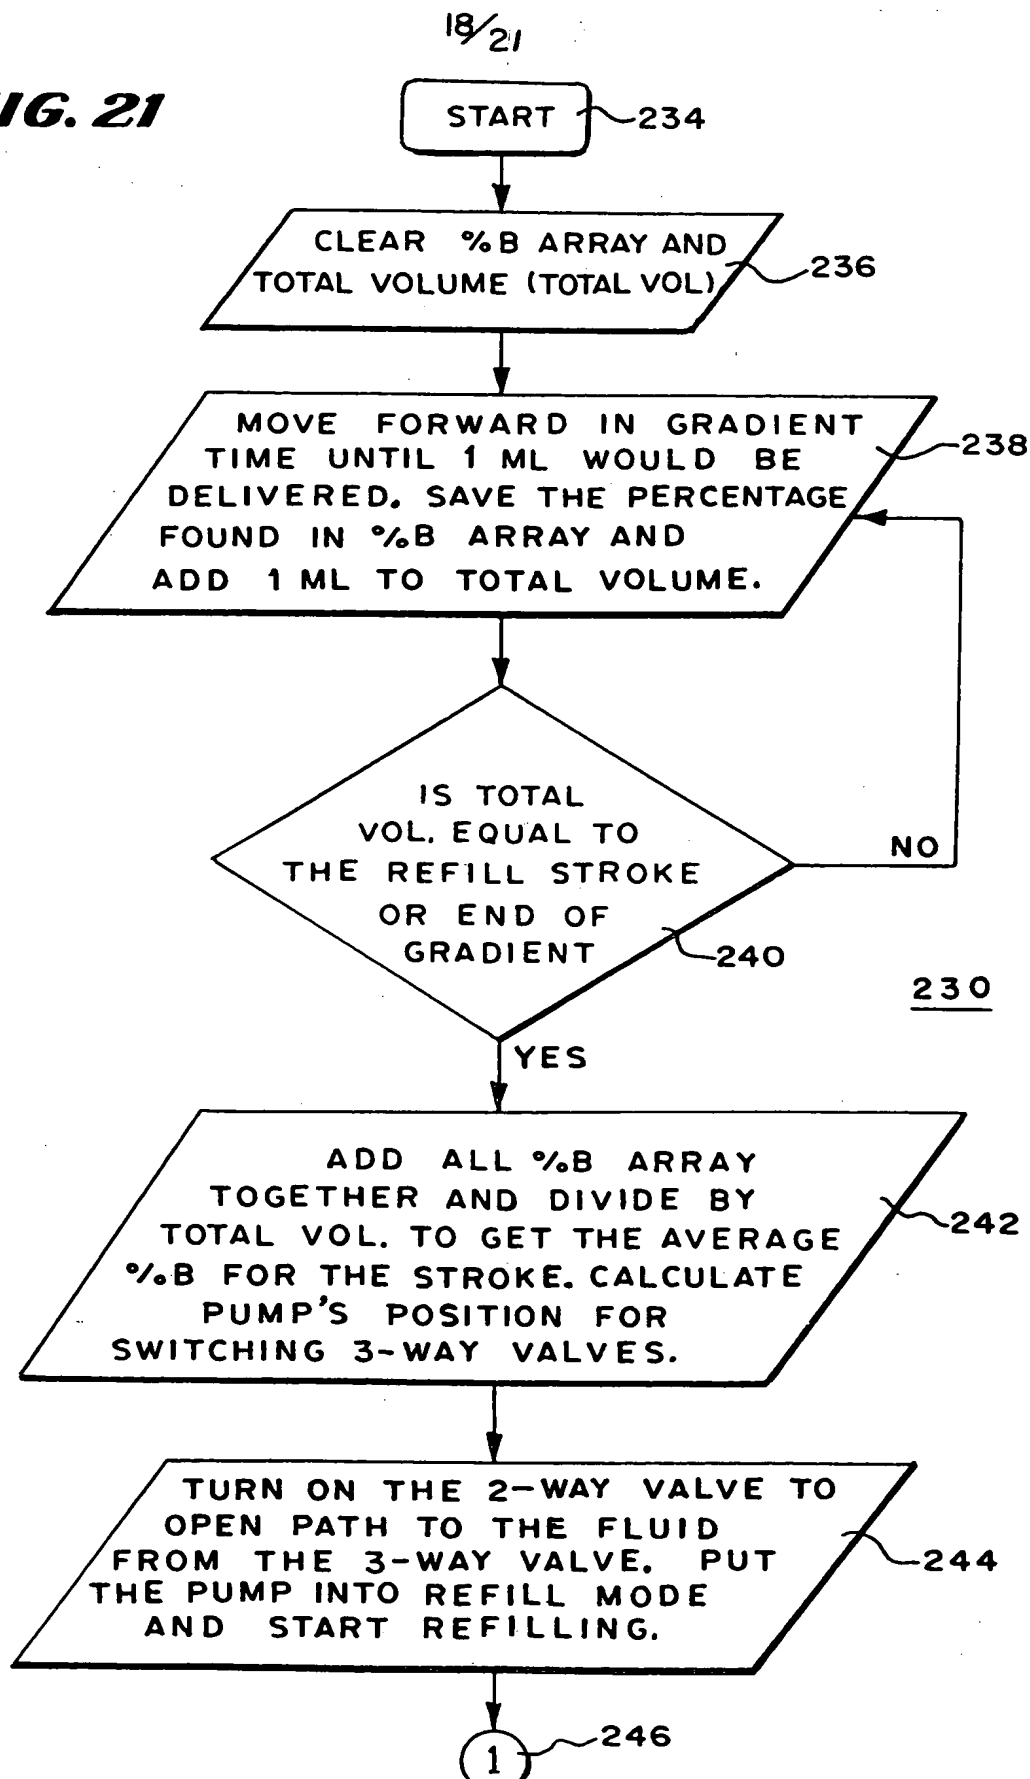 18/21
IG. 21
START
234
CLEAR %B ARRAY AND
TOTAL VOLUME (TOTAL VOL)
236
MOVE FORWARD IN GRADIENT
TIME UNTIL 1 ML WOULD BE
DELIVERED. SAVE THE PERCENTAGE
FOUND IN %B ARRAY AND
ADD 1 ML TO TOTAL VOLUME.
238
IS TOTAL
VOL. EQUAL TO
THE REFILL STROKE
OR END OF
GRADIENT
NO
240
230
YES
ADD ALL %B ARRAY
TOGETHER AND DIVIDE BY
TOTAL VOL. TO GET THE AVERAGE
%B FOR THE STROKE. CALCULATE
PUMP'S POSITION FOR
SWITCHING 3-WAY VALVES.
242
TURN ON THE 2-WAY VALVE TO
OPEN PATH TO THE FLUID
FROM THE 3-WAY VALVE. PUT
THE PUMP INTO REFILL MODE
AND START REFILLING.
244
1
246